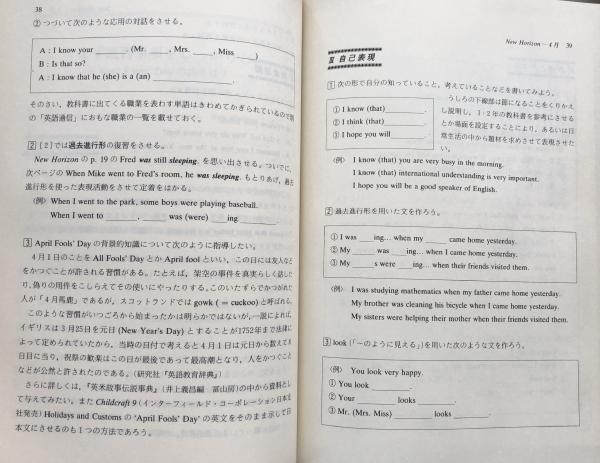 38
② つづいて次のような応用の対話をさせる。
A : I know your ______. (Mr. ____, Mrs. ____, Miss ____)
B : Is that so?
A : I know that he (she) is a (an) ______________.
そのさい，教科書に出てくる職業を表わす単語はきわめてかぎられているので別
の「英語通信」におもな職業の一覧を載せておく。
2 ［2］では過去進行形の復習をさせる。
New Horizon の p. 19 の Fred was still sleeping. を思い出させる。ついでに，
次ページの When Mike went to Fred's room, he was sleeping. もとりあげ，過去
進行形を使った表現活動をさせて定着をはかる。
（例） When I went to the park, some boys were playing baseball.
When I went to ______, ______ was (were) ____ing ________.
3 April Fools' Day の背景的知識について次のように指導したい。
4月1日のことを All Fools' Day とか April fool といい，この日には友人など
をかつぐことが許される習慣がある。たとえば，架空の事件を真実らしく話した
り，偽りの用件をこしらえてその使いにやったりする。このいたずらでかつがれた
人が「4月馬鹿」であるが，スコットランドでは gowk (= cuckoo) と呼ばれる。
このような習慣がいつごろから始まったかは明らかではないが，一説によれば，
イギリスは3月25日を元日 (New Year's Day) とすることが1752年まで法律に
よって定められていたから，当時の日付で考えると4月1日は元日から数えて8
日目に当り，祝祭の歓楽はこの日が最後であって最高潮となり，人をかつぐこと
などが公然と許されたのである。（研究社『英語教育辞典』）
さらに詳しくは，『英米故事伝説事典』（井上義昌編 冨山房）の中から資料とし
て与えてみたい。また Childcraft 9（インターフィールド・コーポレーション日本支
社発売）Holidays and Customs の 'April Fools' Day' の英文をそのまま示して日
本文にさせるのも1つの方法であろう。
New Horizon—4月 39
Ⅲ 自己表現
1 次の形で自分の知っていること，考えていることなどを書いてみよう。
① I know (that)__________.
② I think (that)__________.
③ I hope you will__________.
うしろの下線部は節になることをくりかえ
し説明し，1・2年の教科書を参考にさせる
とか場面を設定することにより，あるいは日
常生活の中から題材を求めさせて表現させた
い。
（例） I know (that) you are very busy in the morning.
I know (that) international understanding is very important.
I hope you will be a good speaker of English.
2 過去進行形を用いた文を作ろう。
① I was ____ing… when my ______ came home yesterday.
② My ______ was ____ing… when I came home yesterday.
③ My ____s were ____ing… when their friends visited them.
（例） I was studying mathematics when my father came home yesterday.
My brother was cleaning his bicycle when I came home yesterday.
My sisters were helping their mother when their friends visited them.
3 look（「～のように見える」）を用いた次のような文を作ろう。
（例） You look very happy.
① You look __________.
② Your ________ looks __________.
③ Mr. (Mrs. Miss) ________ looks ________.